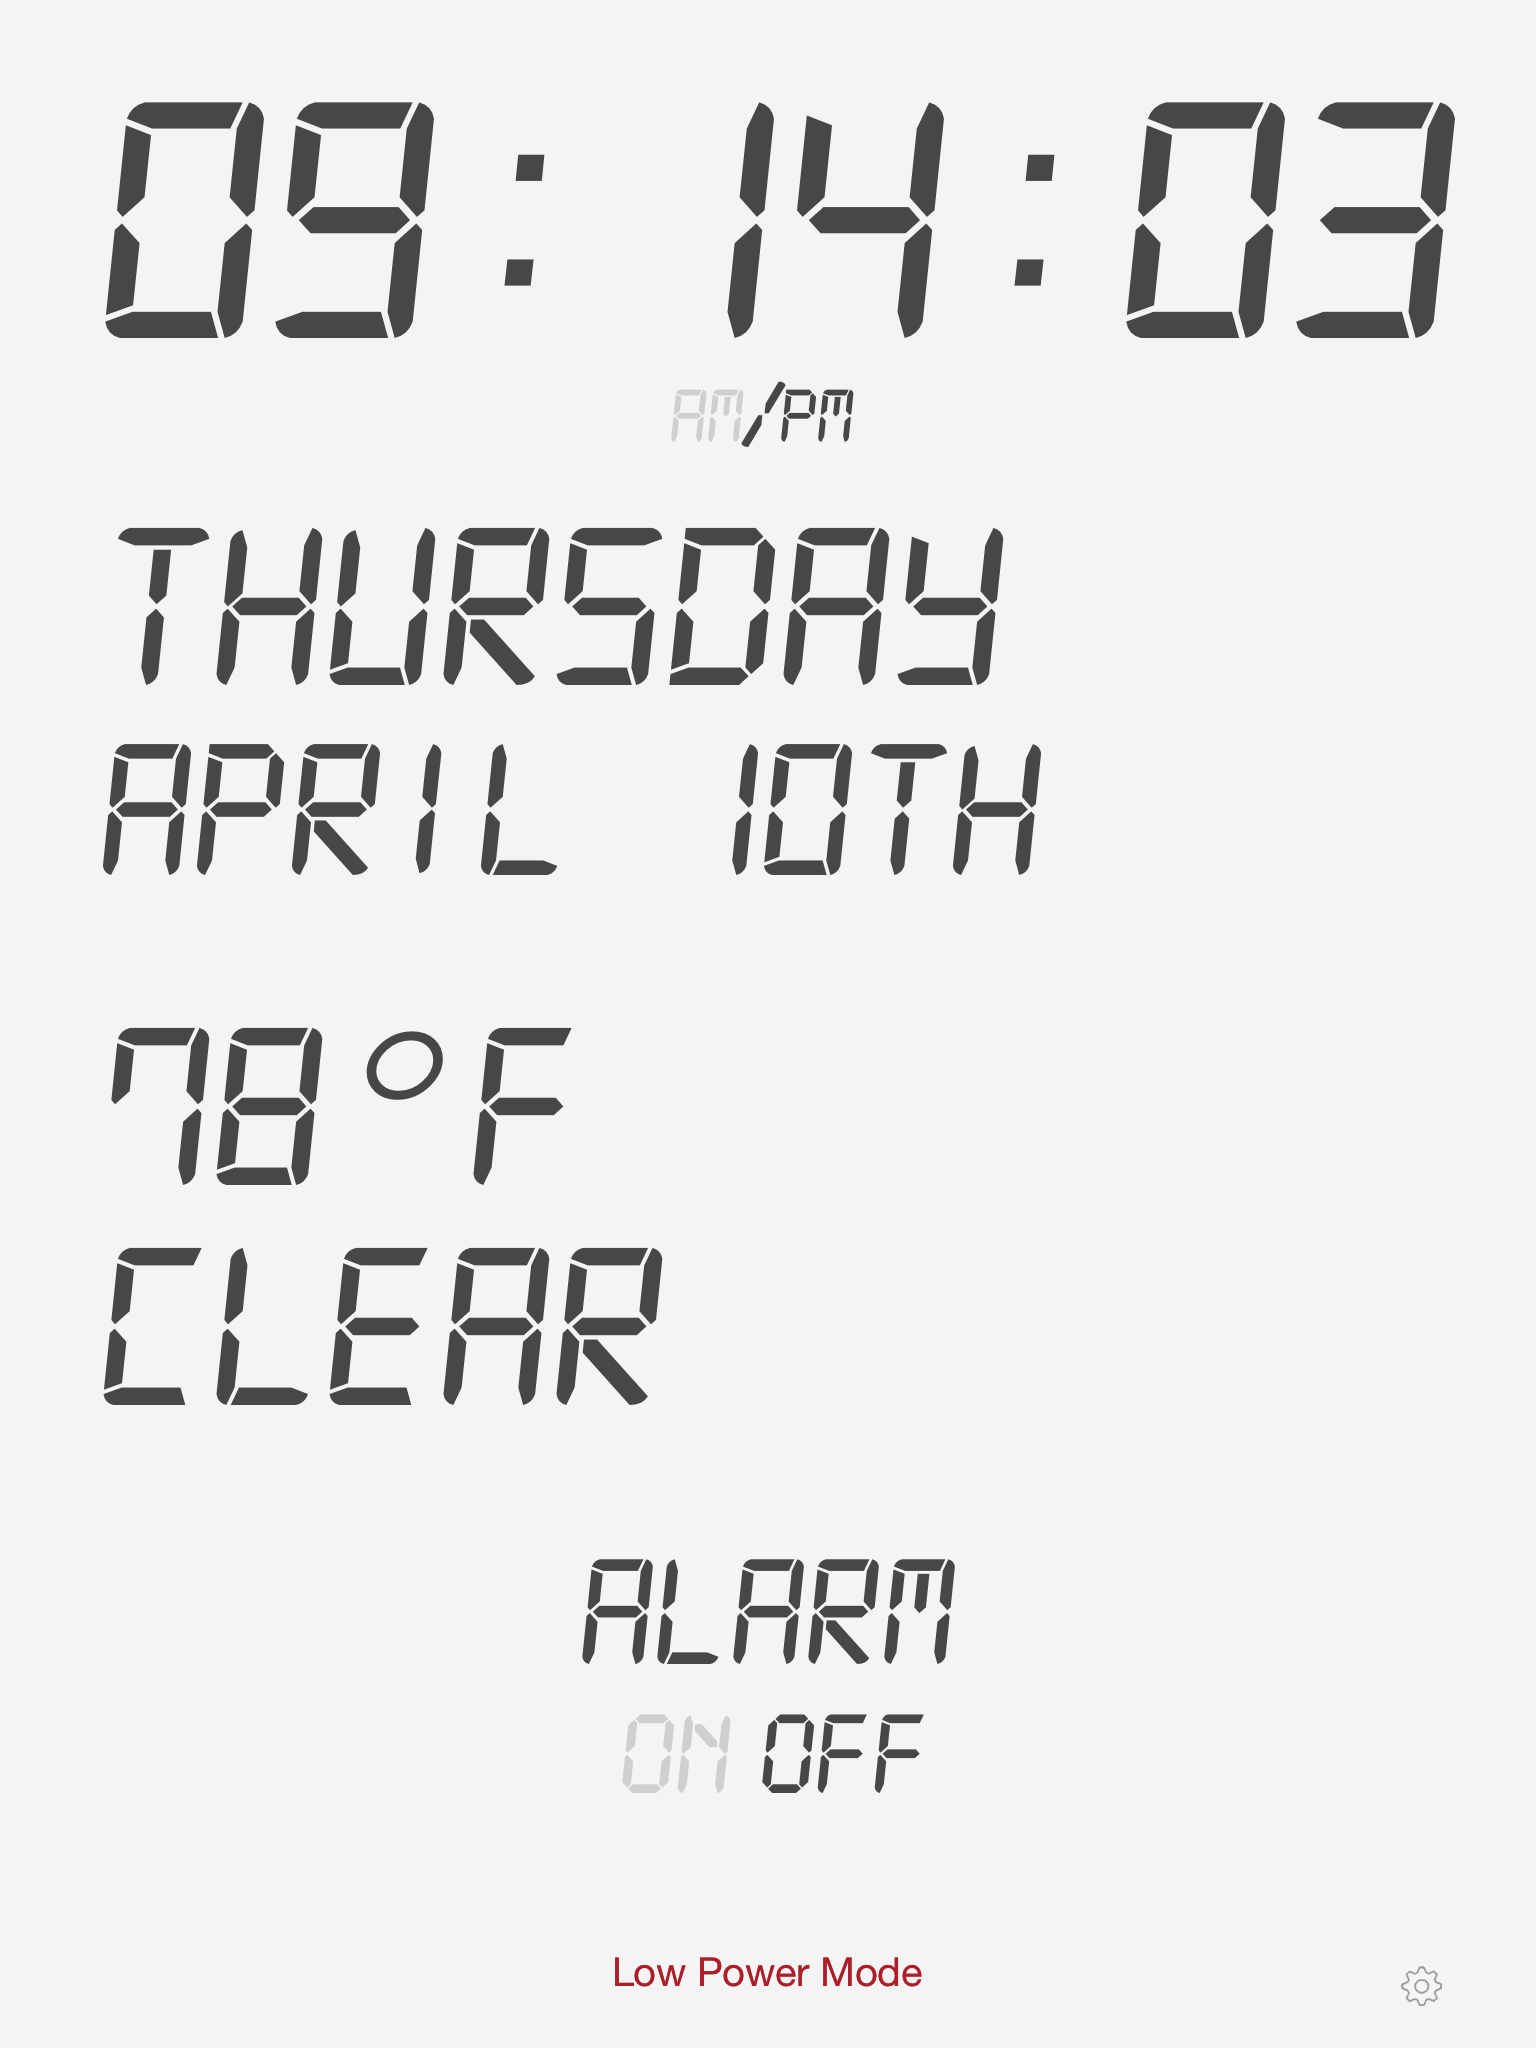 09:14:03
AM/PM
THURSDAY
APRIL 10TH
78°F
CLEAR
ALARM
ON OFF
Low Power Mode